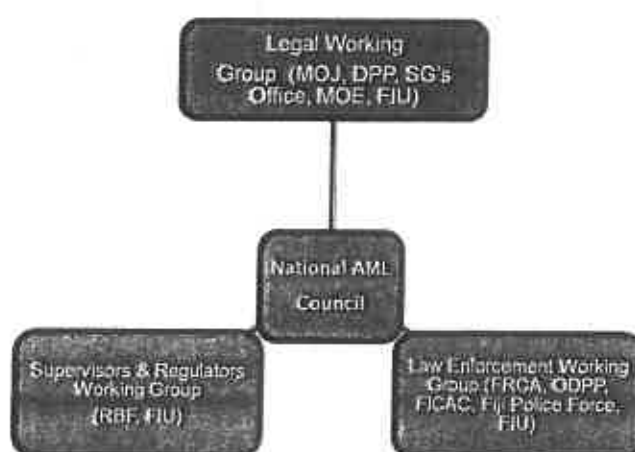 Legal Working
Group (MOJ, DPP, SG's
Office, MOE, FIU)
National AML
Council
Supervisors & Regulators
Working Group
(RBF, FIU)
Law Enforcement Working
Group (FRCA, ODPP,
FICAC, Fiji Police Force,
FIU)